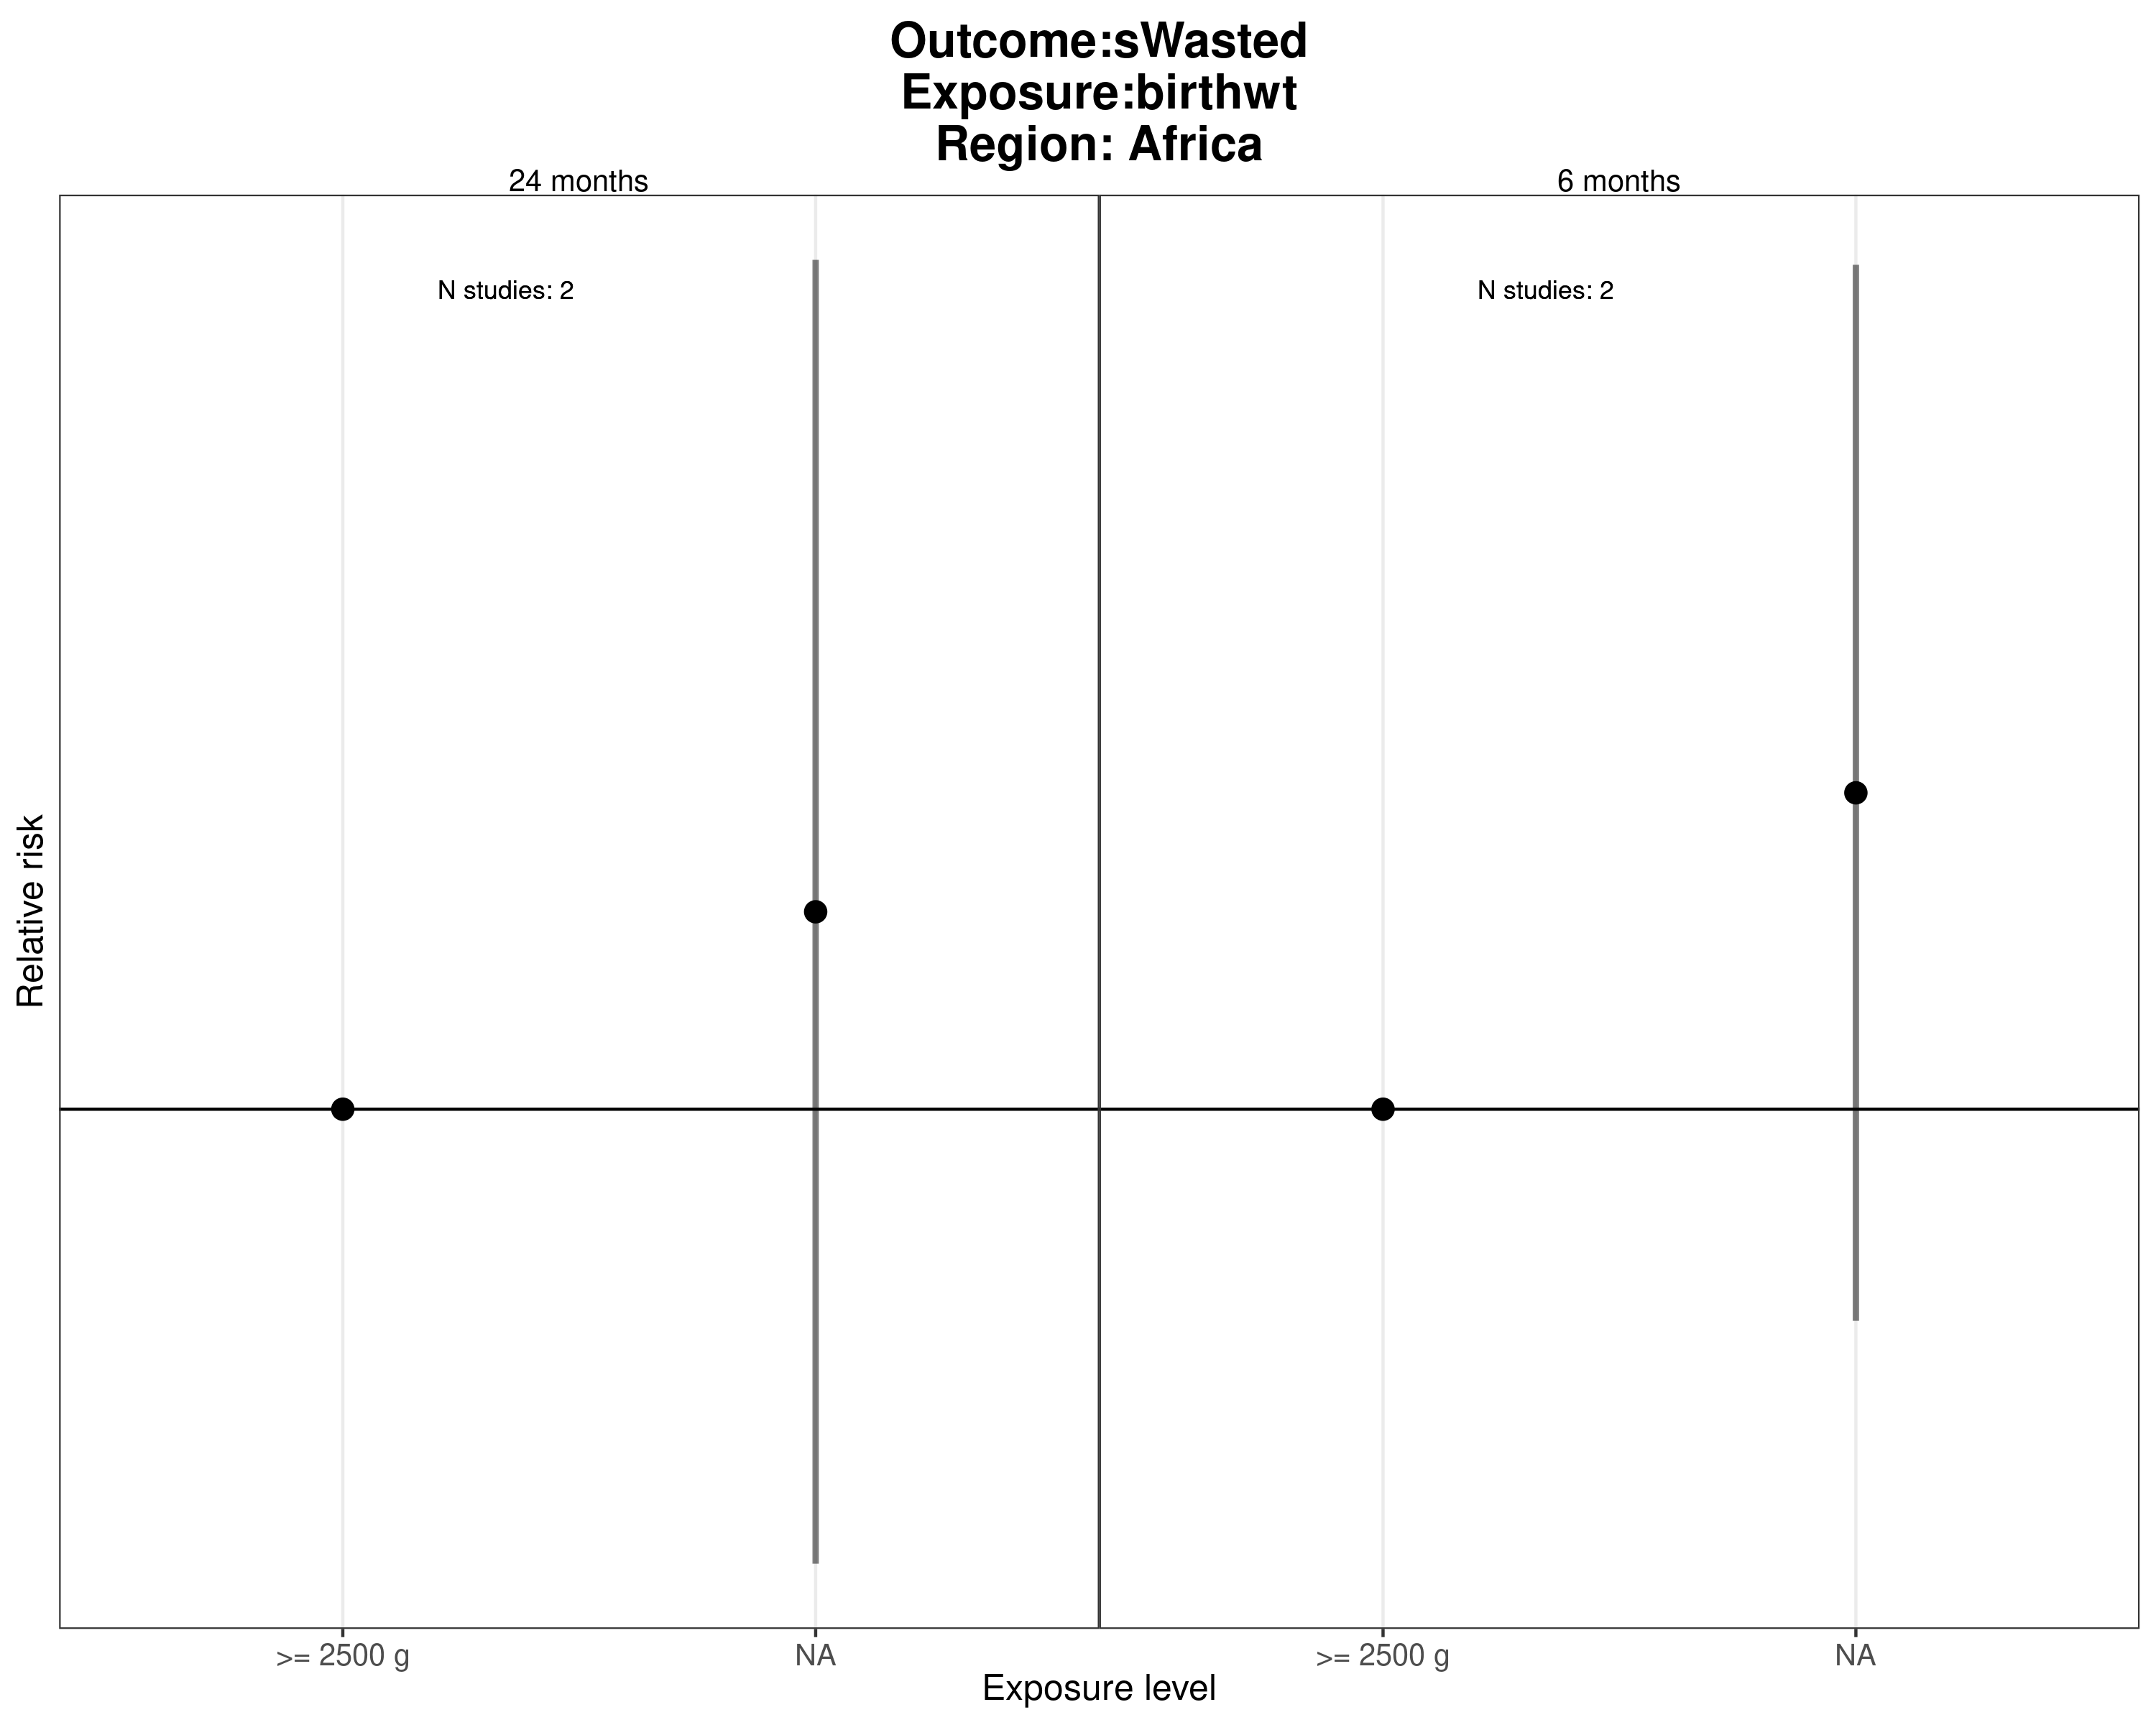 Outcome:sWasted
Exposure:birthwt
Region: Africa
24 months
6 months
N studies: 2
N studies: 2
Relative risk
>= 2500 g
NA
>= 2500 g
NA
Exposure level